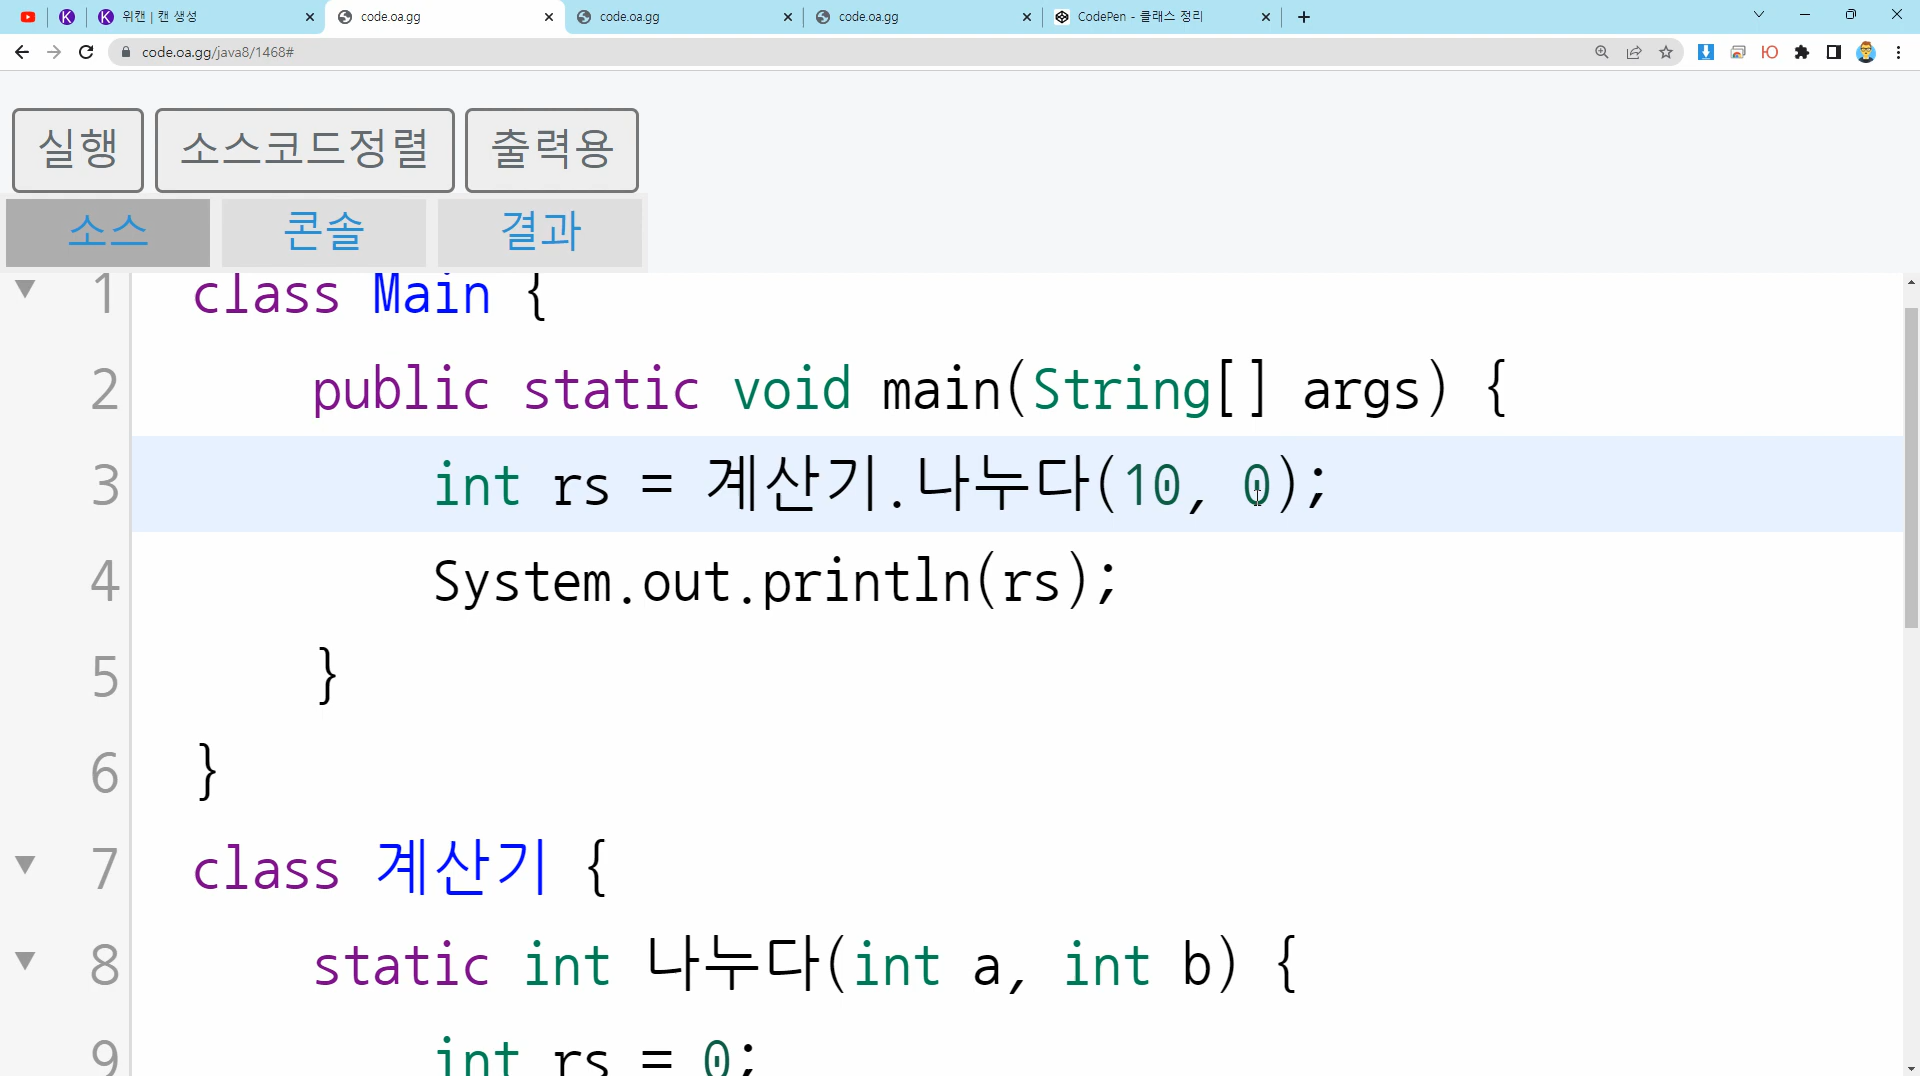 위캔 | 캔 생성
code.oa.gg
code.oa.gg
code.oa.gg
CodePen - 클래스 정리
code.oa.gg/java8/1468#
실행 소스코드정렬 출력용
소스 콘솔 결과
1 class Main {
2 public static void main(String[] args) {
3 int rs = 계산기.나누다(10, 0);
4 System.out.println(rs);
5 }
6 }
7 class 계산기 {
8 static int 나누다(int a, int b) {
9 int rs = 0;